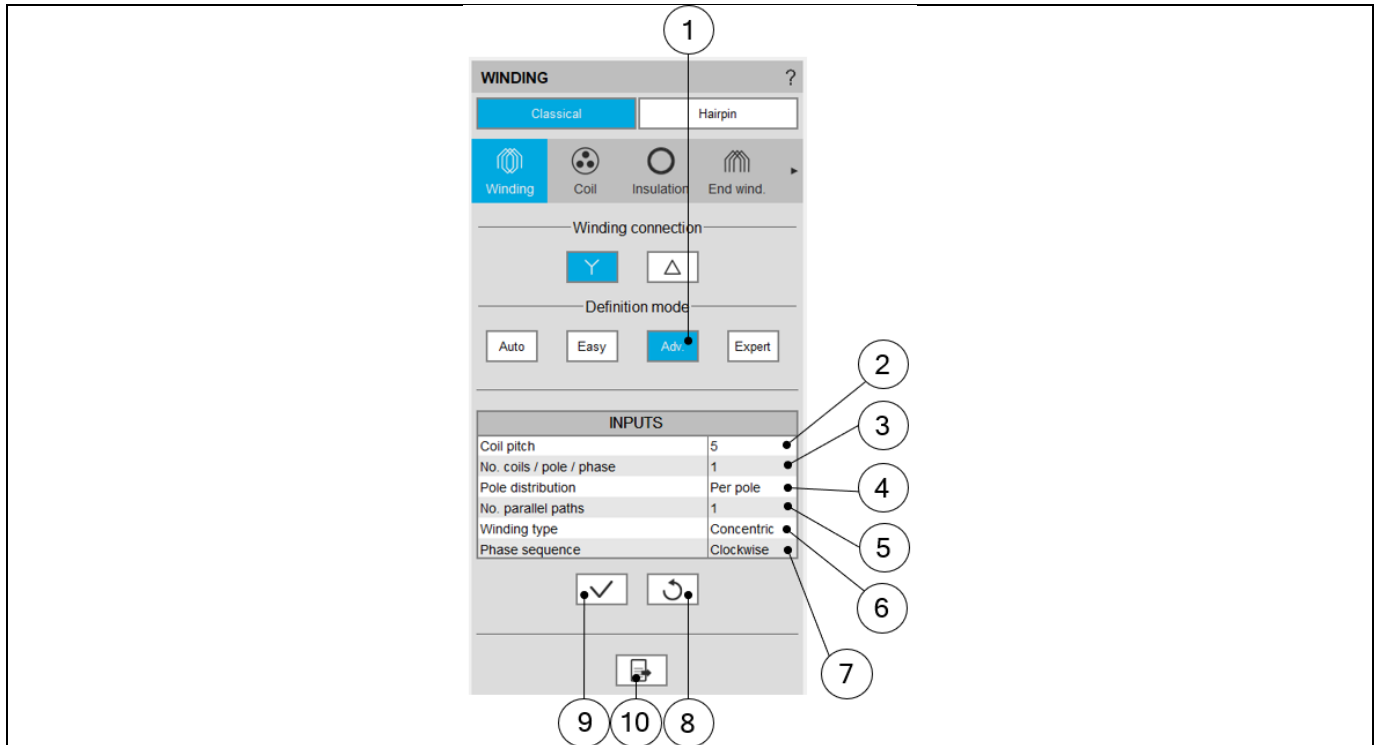 1
WINDING ?
Classical Hairpin
Winding Coil Insulation End wind.
Winding connection
Definition mode
Auto Easy Adv. Expert
2
INPUTS
3
Coil pitch 5
No. coils / pole / phase 1
Pole distribution Per pole
4
No. parallel paths 1
Winding type Concentric
5
Phase sequence Clockwise
6
7
9 10 8